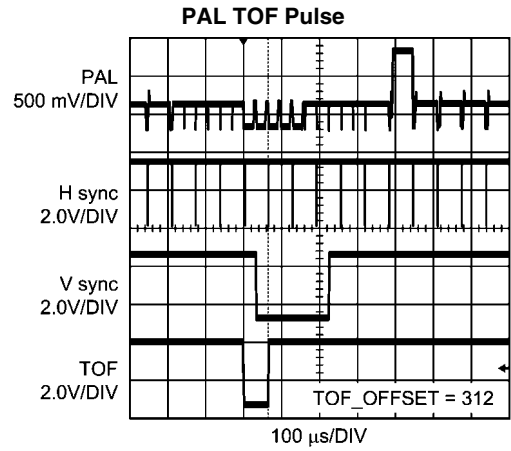 PAL TOF Pulse
PAL
500 mV/DIV
H sync
2.0V/DIV
V sync
2.0V/DIV
TOF
2.0V/DIV
TOF_OFFSET = 312
100 µs/DIV